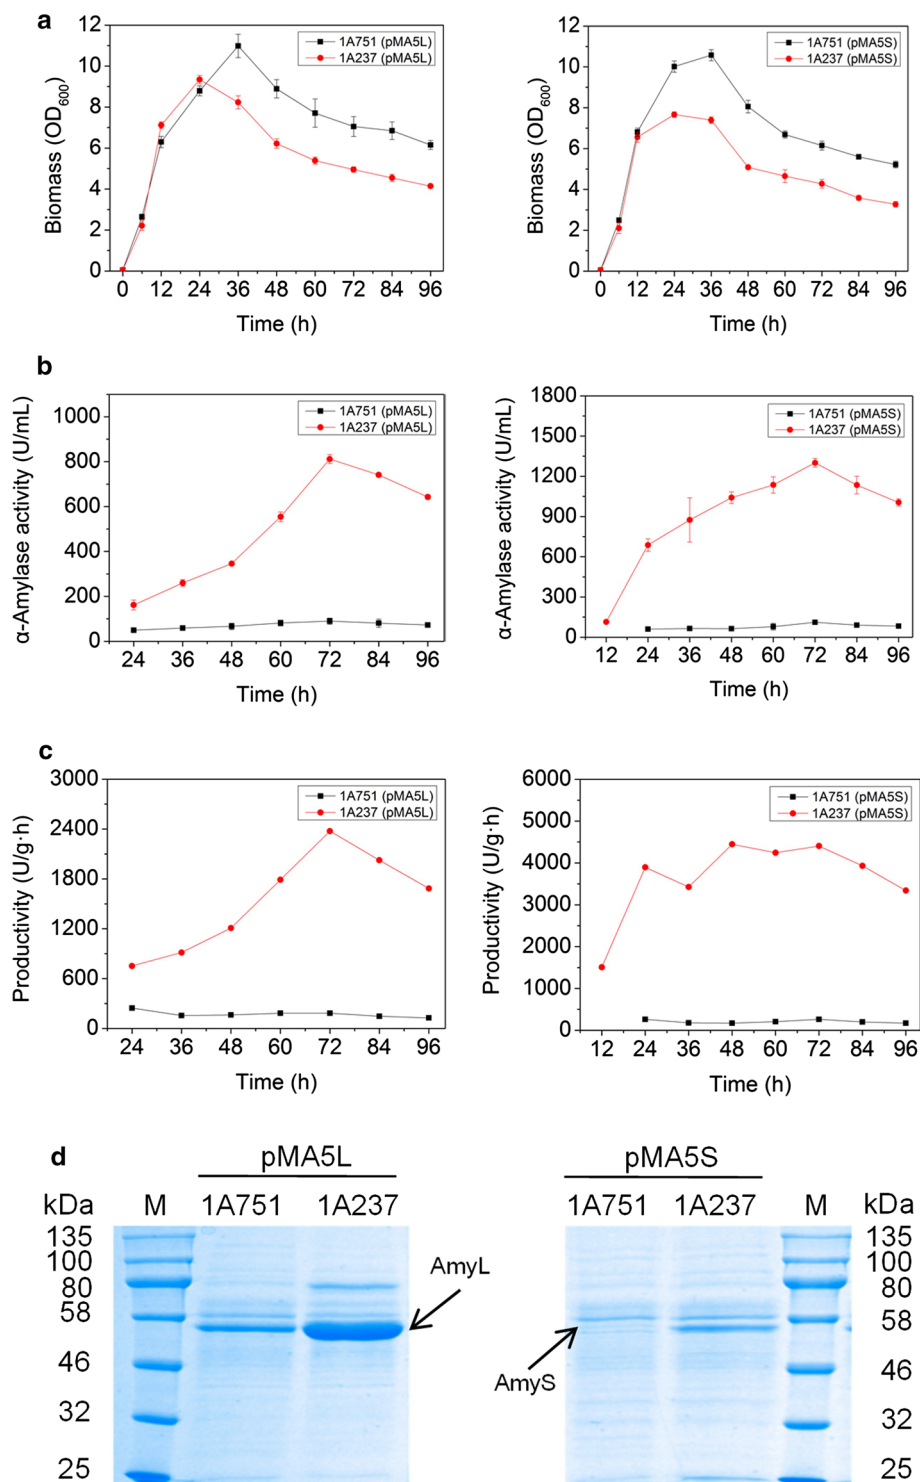 a
12
10
8
6
4
2
0
Biomass (OD600)
1A751 (pMA5L)
1A237 (pMA5L)
0 12 24 36 48 60 72 84 96
Time (h)
12
10
8
6
4
2
0
Biomass (OD600)
1A751 (pMA5S)
1A237 (pMA5S)
0 12 24 36 48 60 72 84 96
Time (h)
b
1000
800
600
400
200
0
α-Amylase activity (U/mL)
1A751 (pMA5L)
1A237 (pMA5L)
24 36 48 60 72 84 96
Time (h)
1800
1500
1200
900
600
300
0
α-Amylase activity (U/mL)
1A751 (pMA5S)
1A237 (pMA5S)
12 24 36 48 60 72 84 96
Time (h)
c
3000
2400
1800
1200
600
0
Productivity (U/g·h)
1A751 (pMA5L)
1A237 (pMA5L)
24 36 48 60 72 84 96
Time (h)
6000
5000
4000
3000
2000
1000
0
Productivity (U/g·h)
1A751 (pMA5S)
1A237 (pMA5S)
12 24 36 48 60 72 84 96
Time (h)
d
pMA5L
kDa M 1A751 1A237
135
100
80
58
46
32
25
AmyL
pMA5S
1A751 1A237 M kDa
135
100
80
58
46
32
25
AmyS